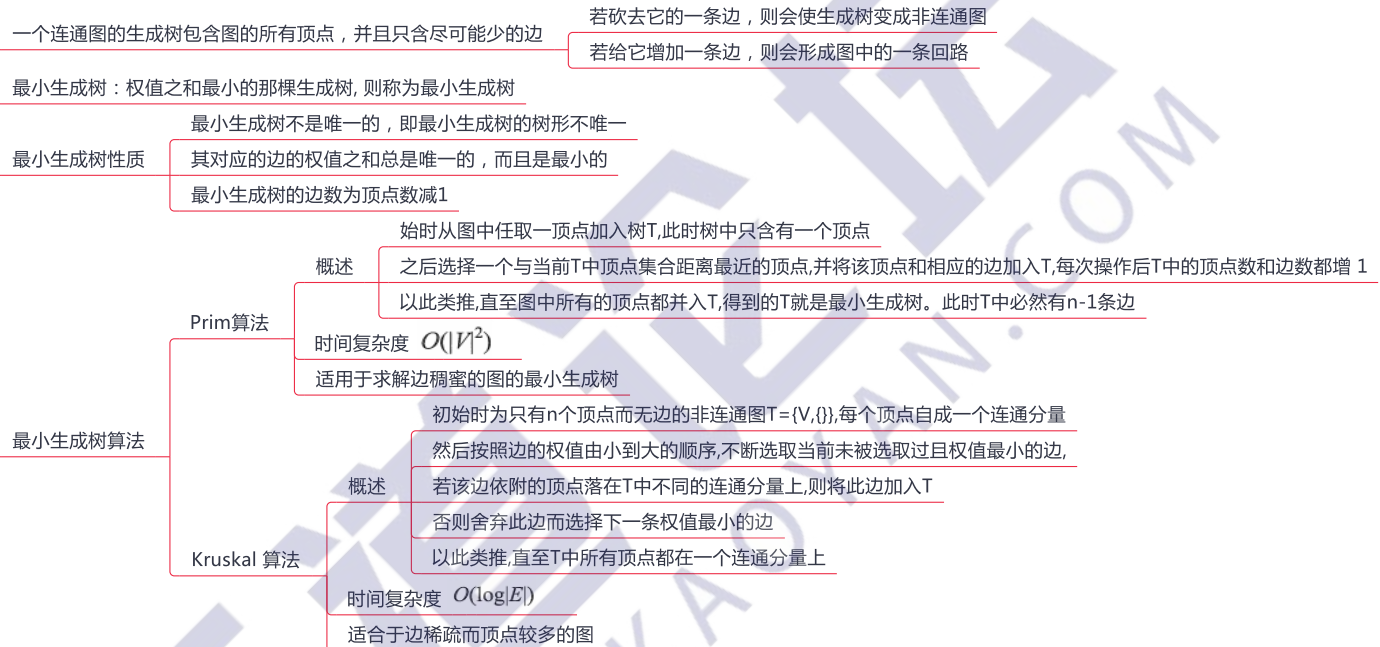 一个连通图的生成树包含图的所有顶点，并且只含尽可能少的边
若砍去它的一条边，则会使生成树变成非连通图
若给它增加一条边，则会形成图中的一条回路
最小生成树：权值之和最小的那棵生成树, 则称为最小生成树
最小生成树性质
最小生成树不是唯一的，即最小生成树的树形不唯一
其对应的边的权值之和总是唯一的，而且是最小的
最小生成树的边数为顶点数减1
最小生成树算法
Prim算法
概述
始时从图中任取一顶点加入树T,此时树中只含有一个顶点
之后选择一个与当前T中顶点集合距离最近的顶点,并将该顶点和相应的边加入T,每次操作后T中的顶点数和边数都增 1
以此类推,直至图中所有的顶点都并入T,得到的T就是最小生成树。此时T中必然有n-1条边
时间复杂度 O(|V|²)
适用于求解边稠密的图的最小生成树
Kruskal 算法
概述
初始时为只有n个顶点而无边的非连通图T={V,{}},每个顶点自成一个连通分量
然后按照边的权值由小到大的顺序,不断选取当前未被选取过且权值最小的边,
若该边依附的顶点落在T中不同的连通分量上,则将此边加入T
否则舍弃此边而选择下一条权值最小的边
以此类推,直至T中所有顶点都在一个连通分量上
时间复杂度 O(log|E|)
适合于边稀疏而顶点较多的图
道论坛
KAOYAN.COM